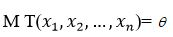 M T(x₁, x₂, …, xₙ)= θ